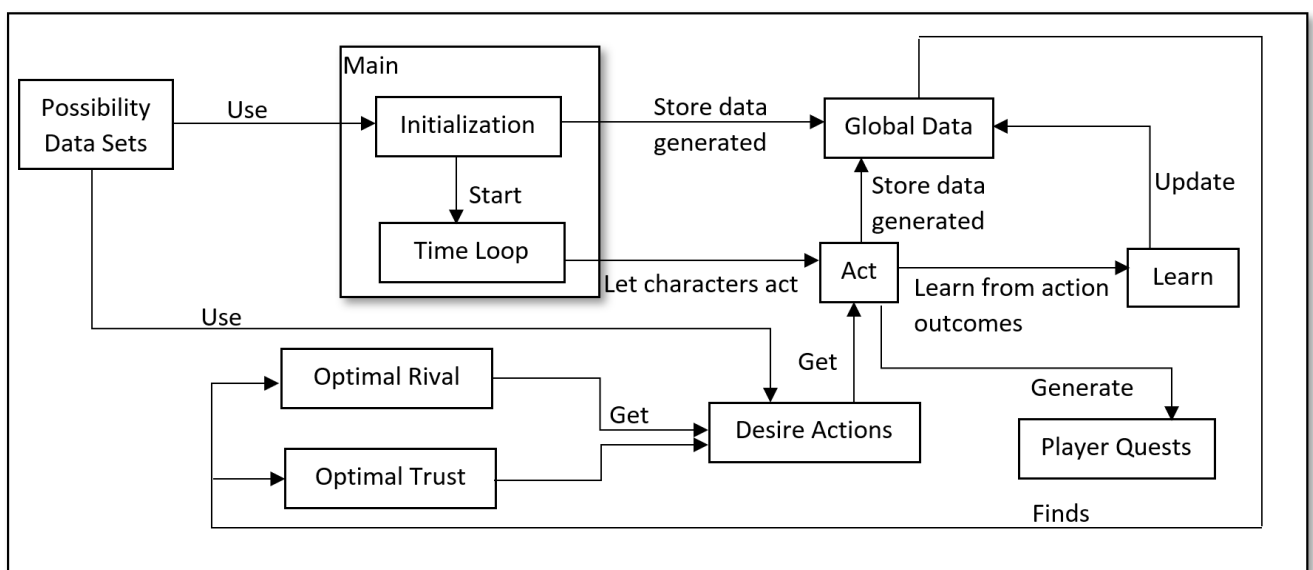 Main
Possibility
Data Sets
Use
Initialization
Store data
generated
Global Data
Start
Store data
generated
Update
Time Loop
Let characters act
Act
Learn from action
outcomes
Learn
Use
Optimal Rival
Get
Get
Desire Actions
Generate
Player Quests
Optimal Trust
Finds